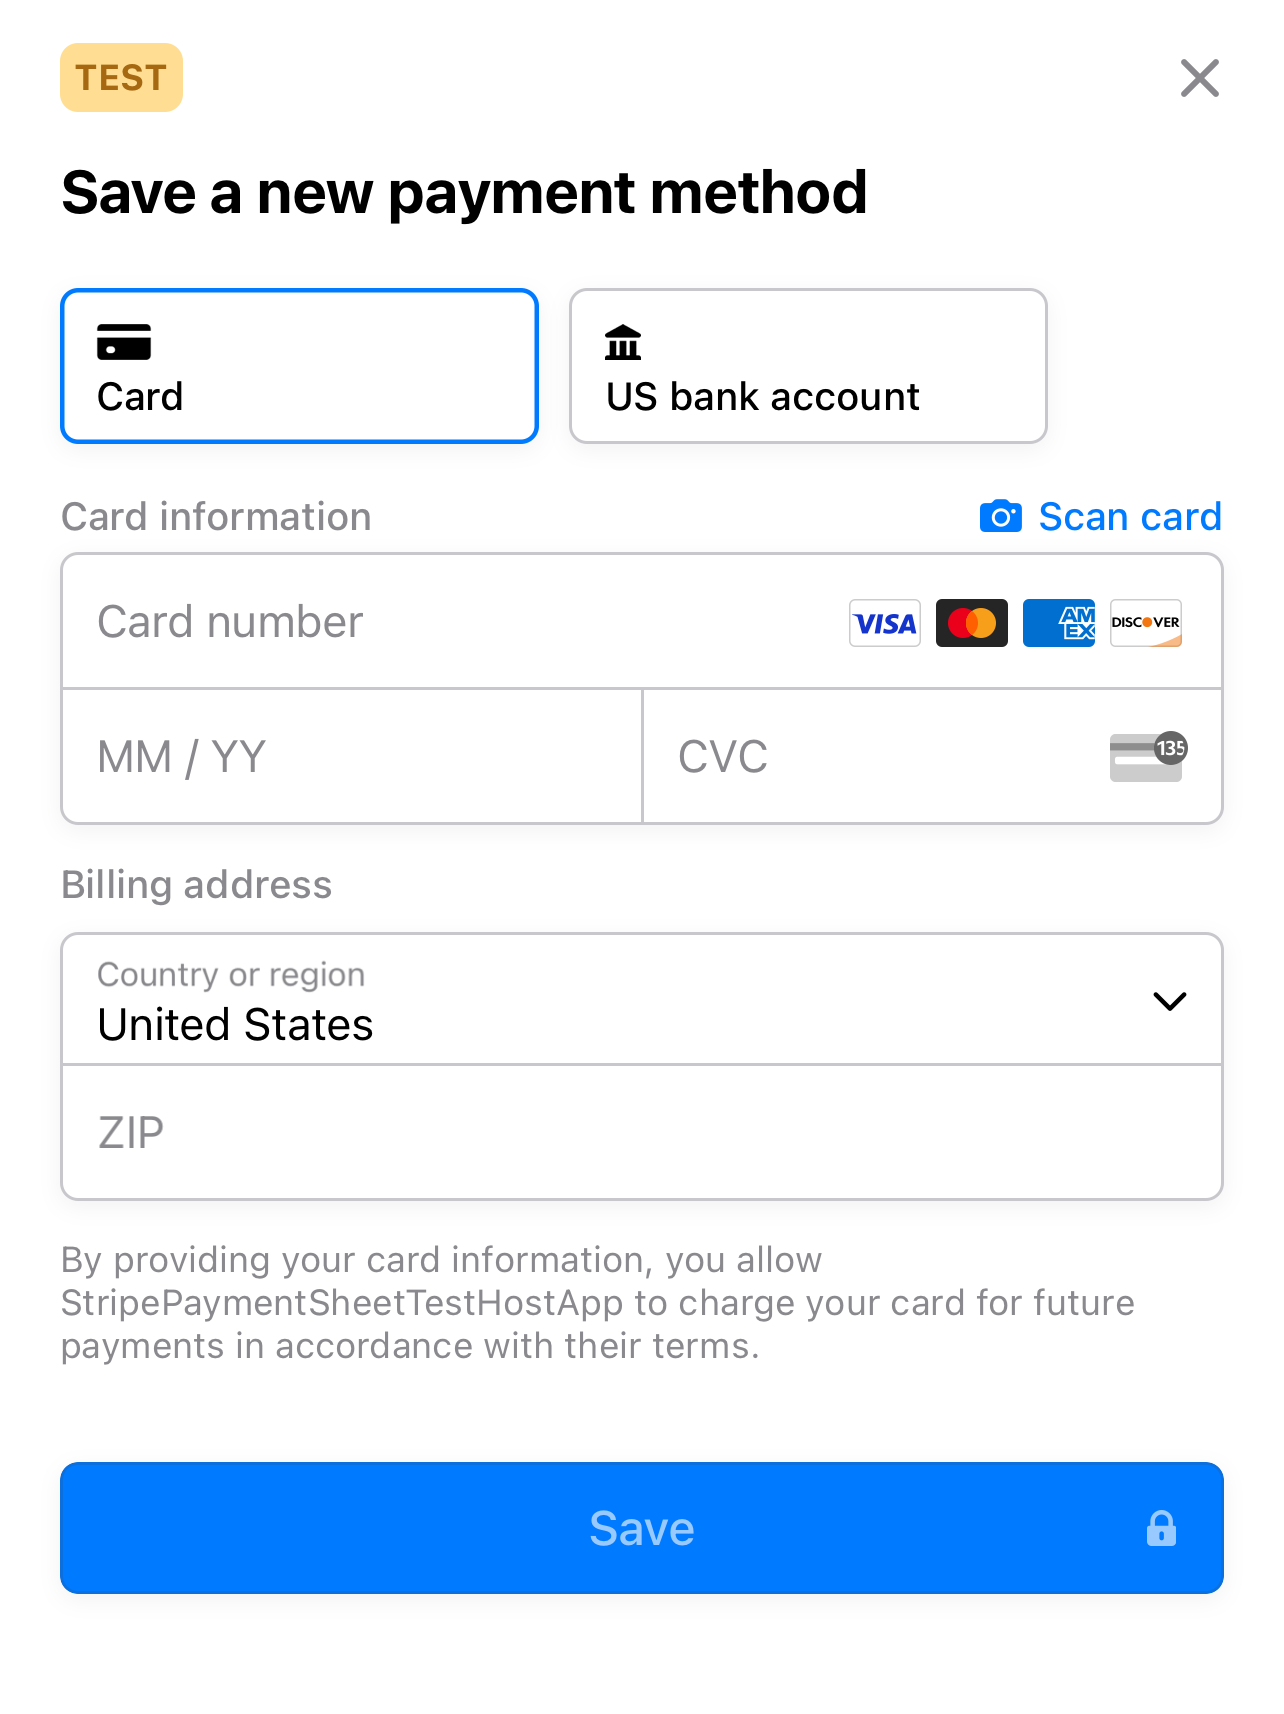 TEST
Save a new payment method
Card
US bank account
Card information
Scan card
Card number
VISA
AM
EX
DISCOVER
MM / YY
CVC
135
Billing address
Country or region
United States
ZIP
By providing your card information, you allow
StripePaymentSheetTestHostApp to charge your card for future
payments in accordance with their terms.
Save